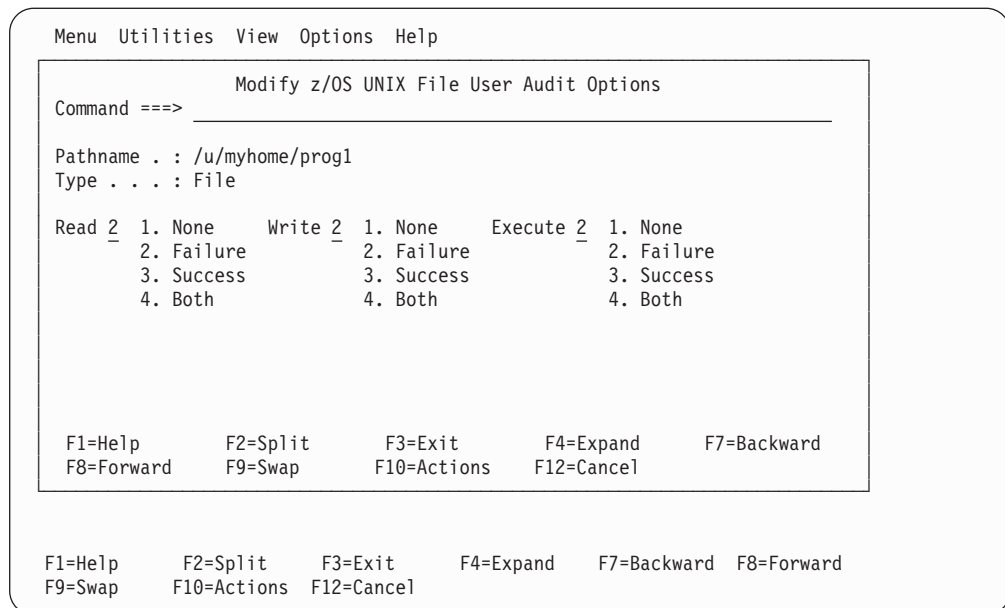 Menu Utilities View Options Help
Modify z/OS UNIX File User Audit Options
Command ===>
Pathname . : /u/myhome/prog1
Type . . . : File
Read 2 1. None Write 2 1. None Execute 2 1. None
2. Failure 2. Failure 2. Failure
3. Success 3. Success 3. Success
4. Both 4. Both 4. Both
F1=Help F2=Split F3=Exit F4=Expand F7=Backward
F8=Forward F9=Swap F10=Actions F12=Cancel
F1=Help F2=Split F3=Exit F4=Expand F7=Backward F8=Forward
F9=Swap F10=Actions F12=Cancel